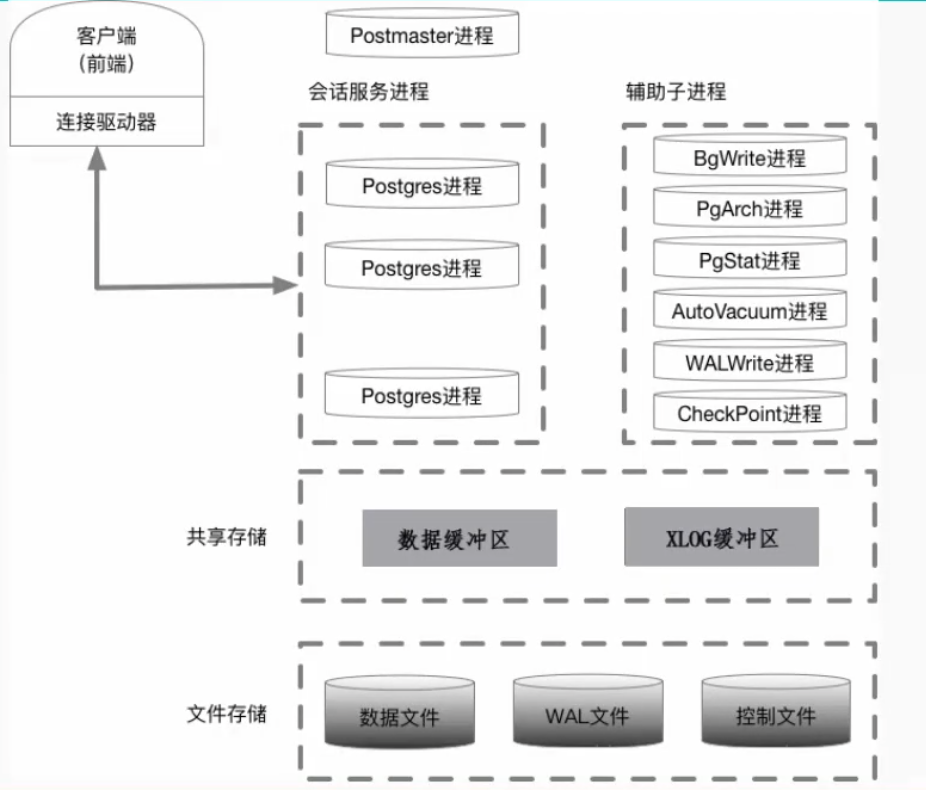 客户端
(前端)
连接驱动器
Postmaster进程
会话服务进程
Postgres进程
Postgres进程
Postgres进程
辅助子进程
BgWrite进程
PgArch进程
PgStat进程
AutoVacuum进程
WALWrite进程
CheckPoint进程
共享存储
数据缓冲区
XLOG缓冲区
文件存储
数据文件
WAL文件
控制文件